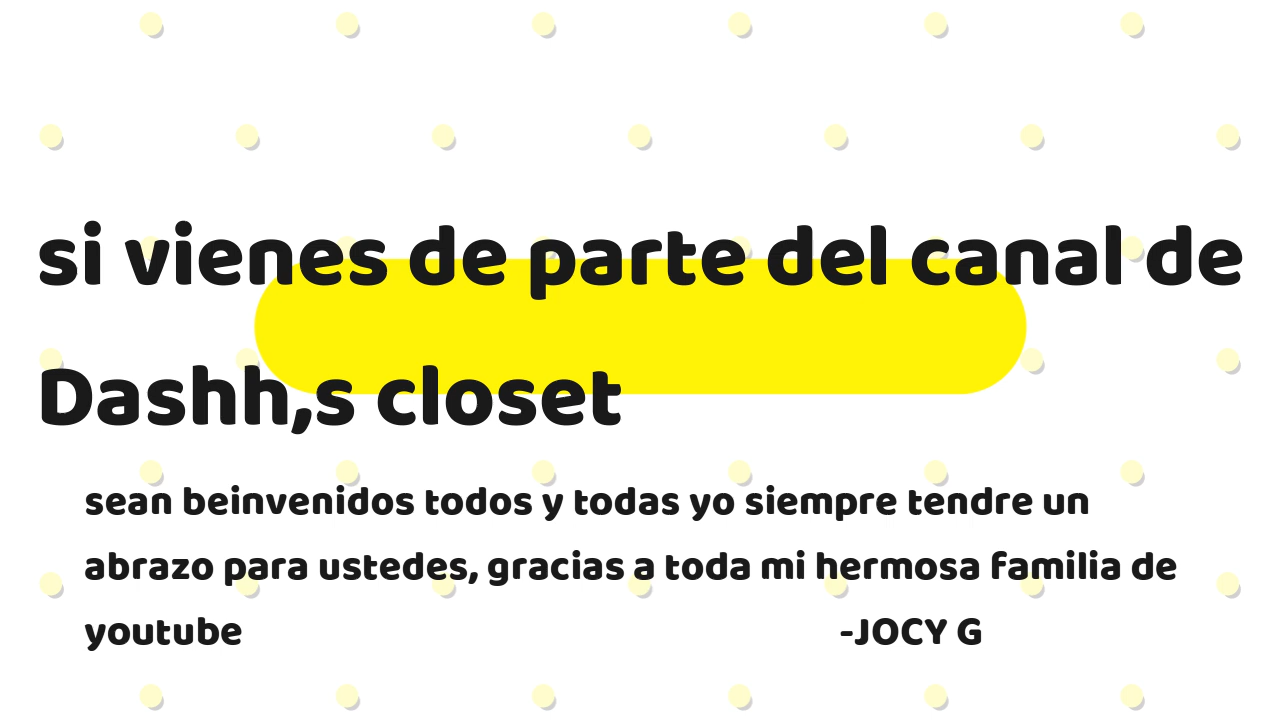 si vienes de parte del canal de
Dashh,s closet
sean beinvenidos todos y todas yo siempre tendre un
abrazo para ustedes, gracias a toda mi hermosa familia de
youtube -JOCY G